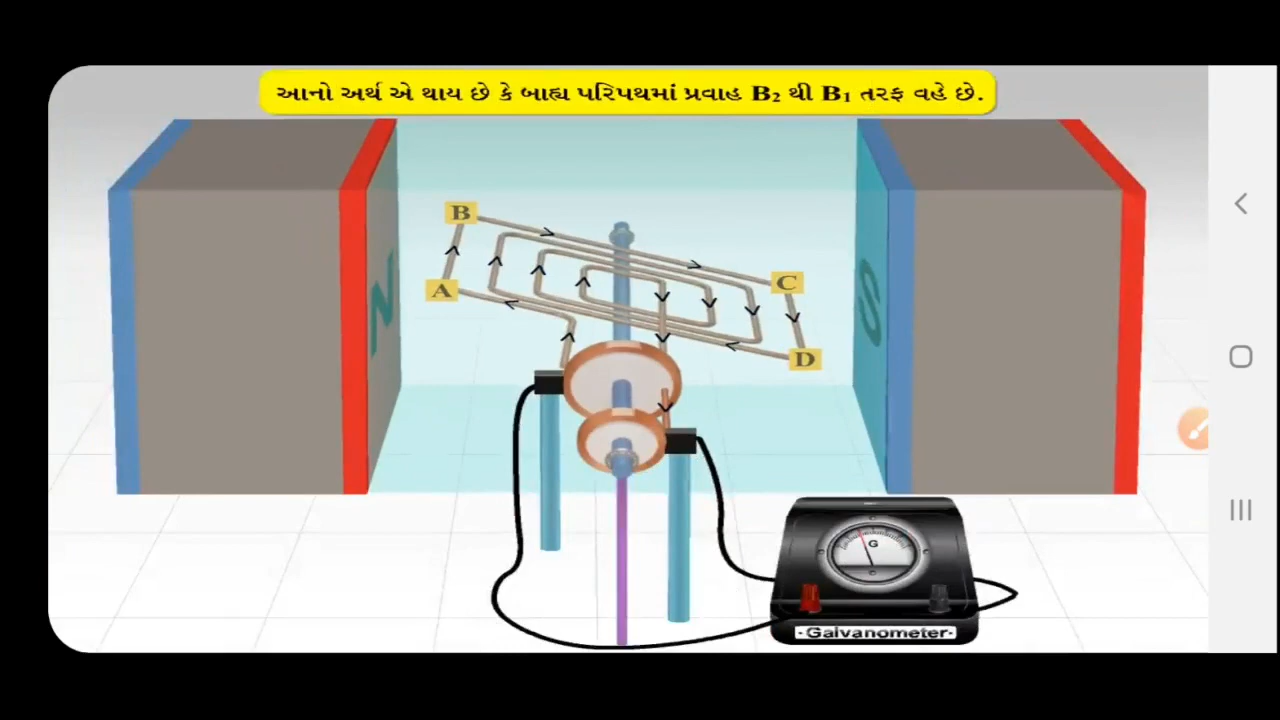 આનો અર્થ એ થાય છે કે બાહ્ય પરિપથમાં પ્રવાહ B₂ થી B₁ તરફ વહે છે.
B
C
A
N
S
D
G
Galvanometer